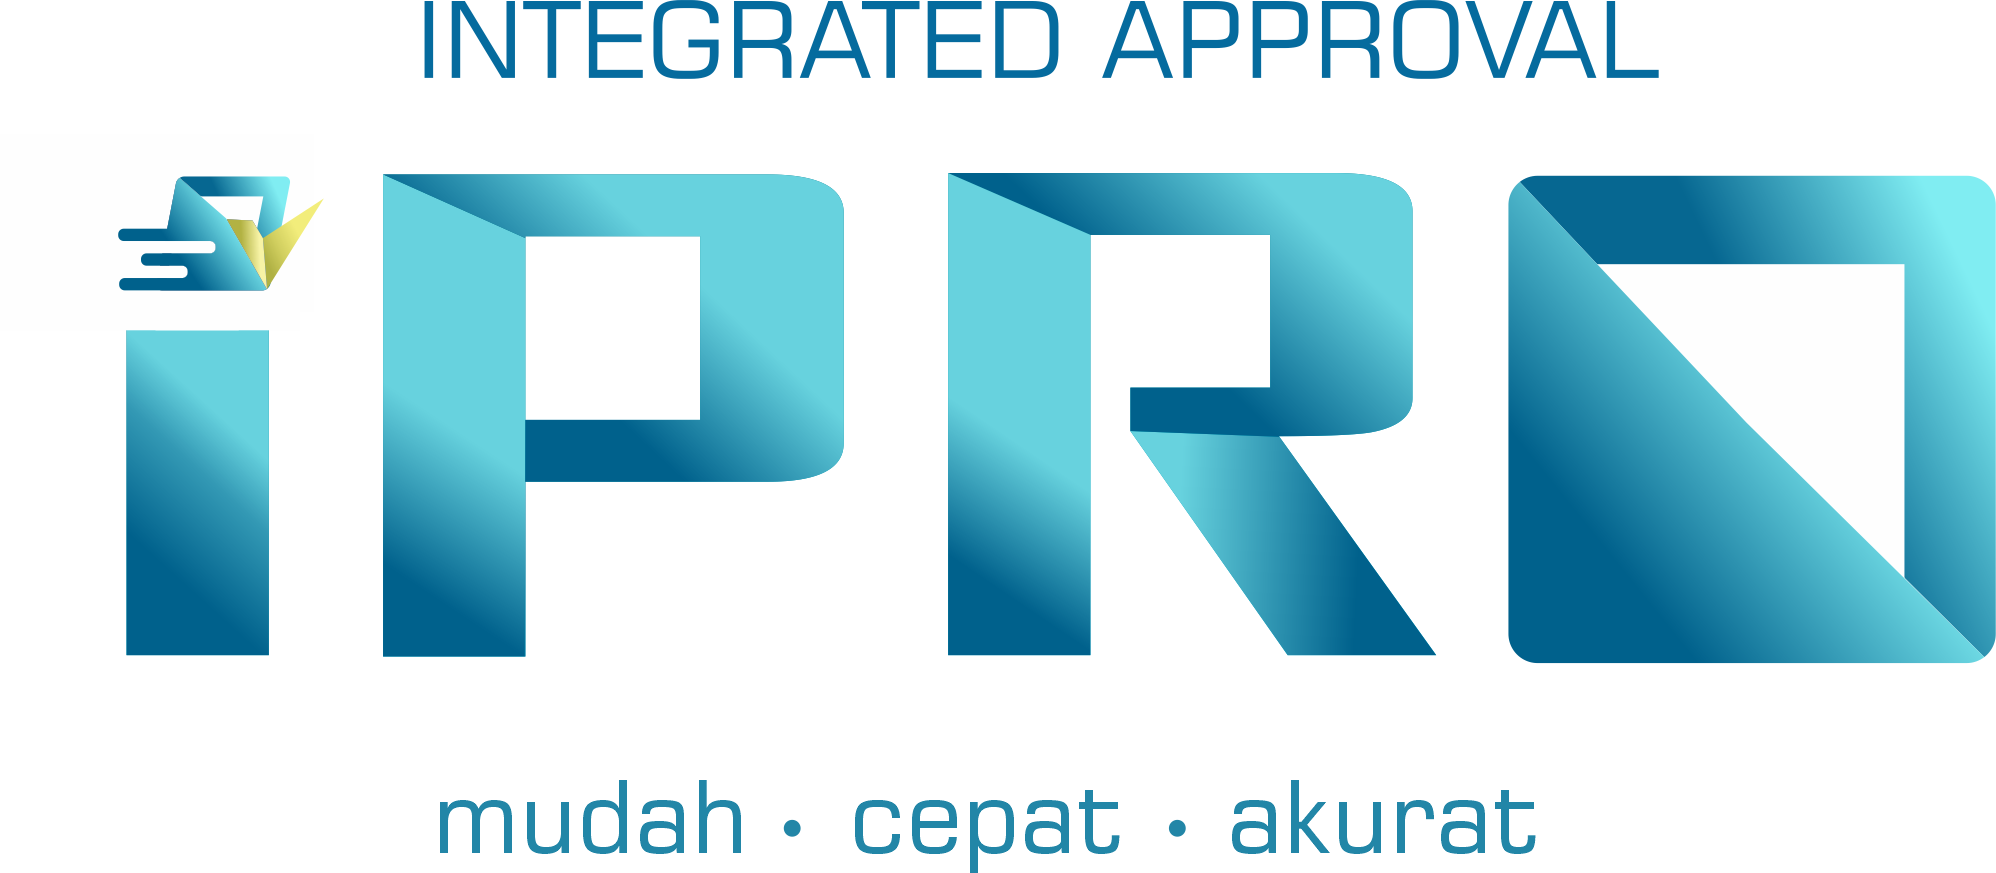 INTEGRATED APPROVAL
iPRO
mudah • cepat • akurat